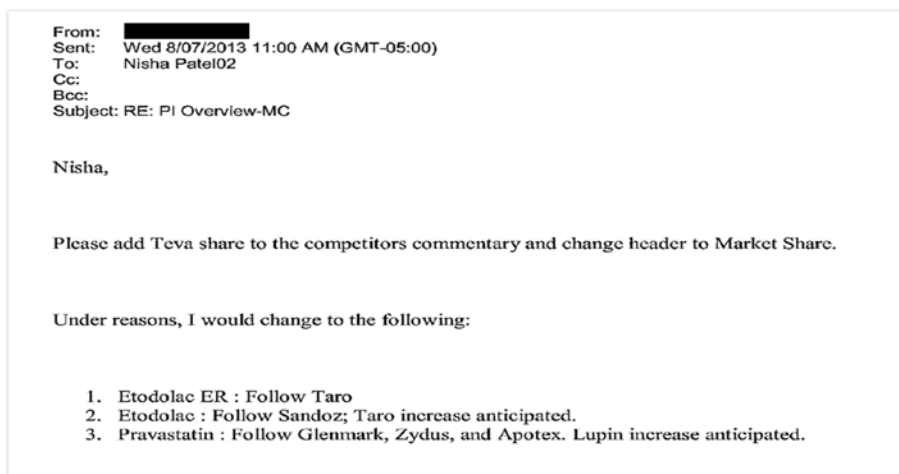 From:
Sent: Wed 8/07/2013 11:00 AM (GMT-05:00)
To: Nisha Patel02
Cc:
Bcc:
Subject: RE: PI Overview-MC
Nisha,
Please add Teva share to the competitors commentary and change header to Market Share.
Under reasons, I would change to the following:
1. Etodolac ER : Follow Taro
2. Etodolac : Follow Sandoz; Taro increase anticipated.
3. Pravastatin : Follow Glenmark, Zydus, and Apotex. Lupin increase anticipated.